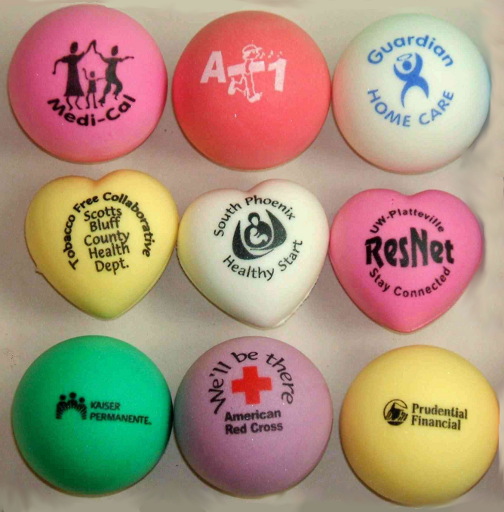 Medi-Cal
A+1
Guardian
HOME CARE
Tobacco Free Collaborative
Scotts
Bluff
County
Health
Dept.
South Phoenix
Healthy Start
UW-Platteville
ResNet
Stay Connected
KAISER
PERMANENTE.
We'll be there
American
Red Cross
Prudential
Financial